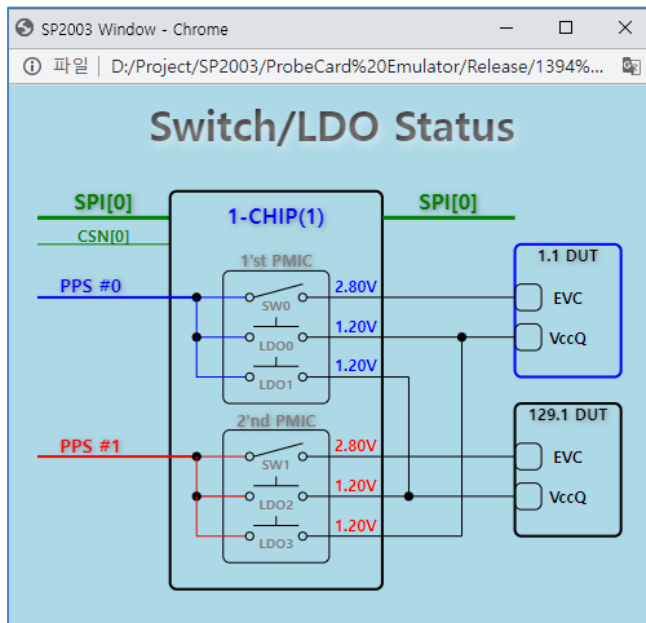 SP2003 Window - Chrome
파일 | D:/Project/SP2003/ProbeCard%20Emulator/Release/1394%...
Switch/LDO Status
SPI[0]
1-CHIP(1)
SPI[0]
CSN[0]
1'st PMIC
1.1 DUT
PPS #0
2.80V
EVC
SW0
1.20V
VccQ
LDO0
1.20V
LDO1
2'nd PMIC
129.1 DUT
PPS #1
2.80V
EVC
SW1
1.20V
VccQ
LDO2
1.20V
LDO3